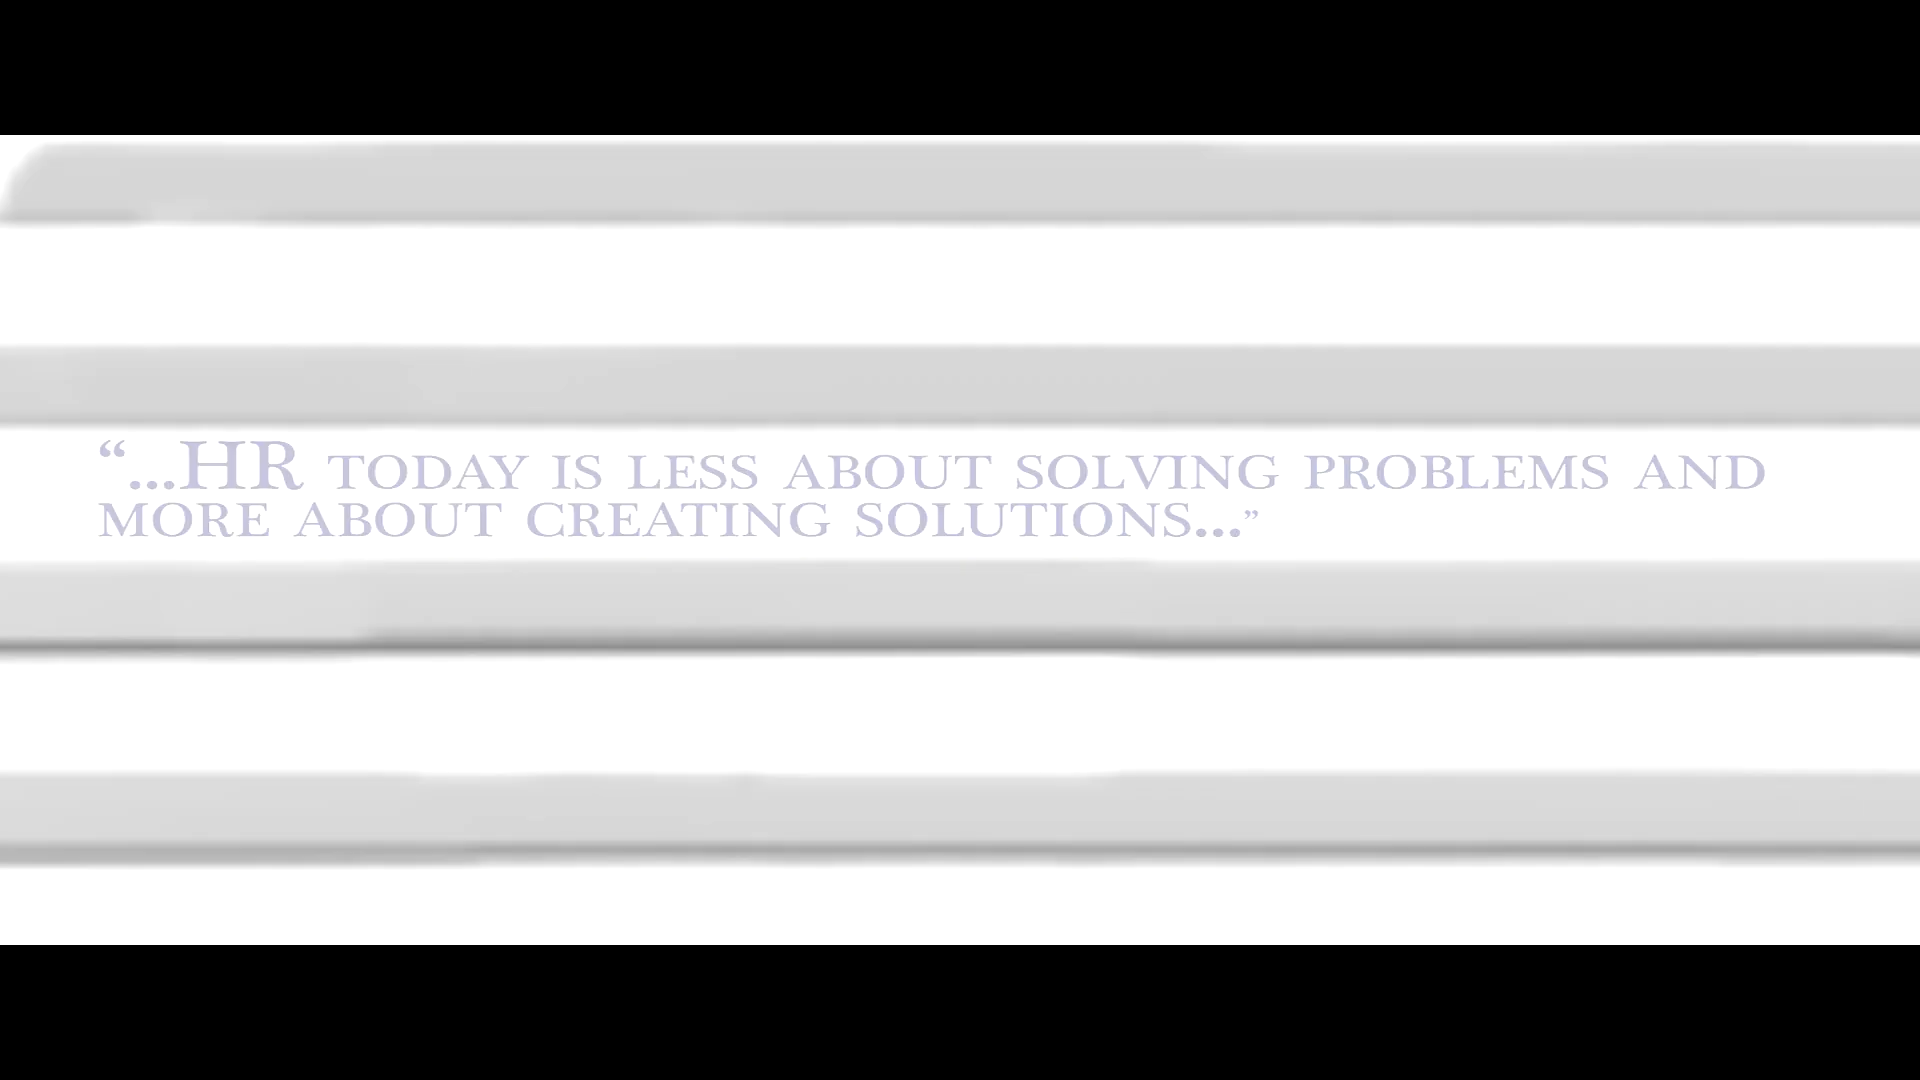 “...HR today is less about solving problems and
more about creating solutions...”